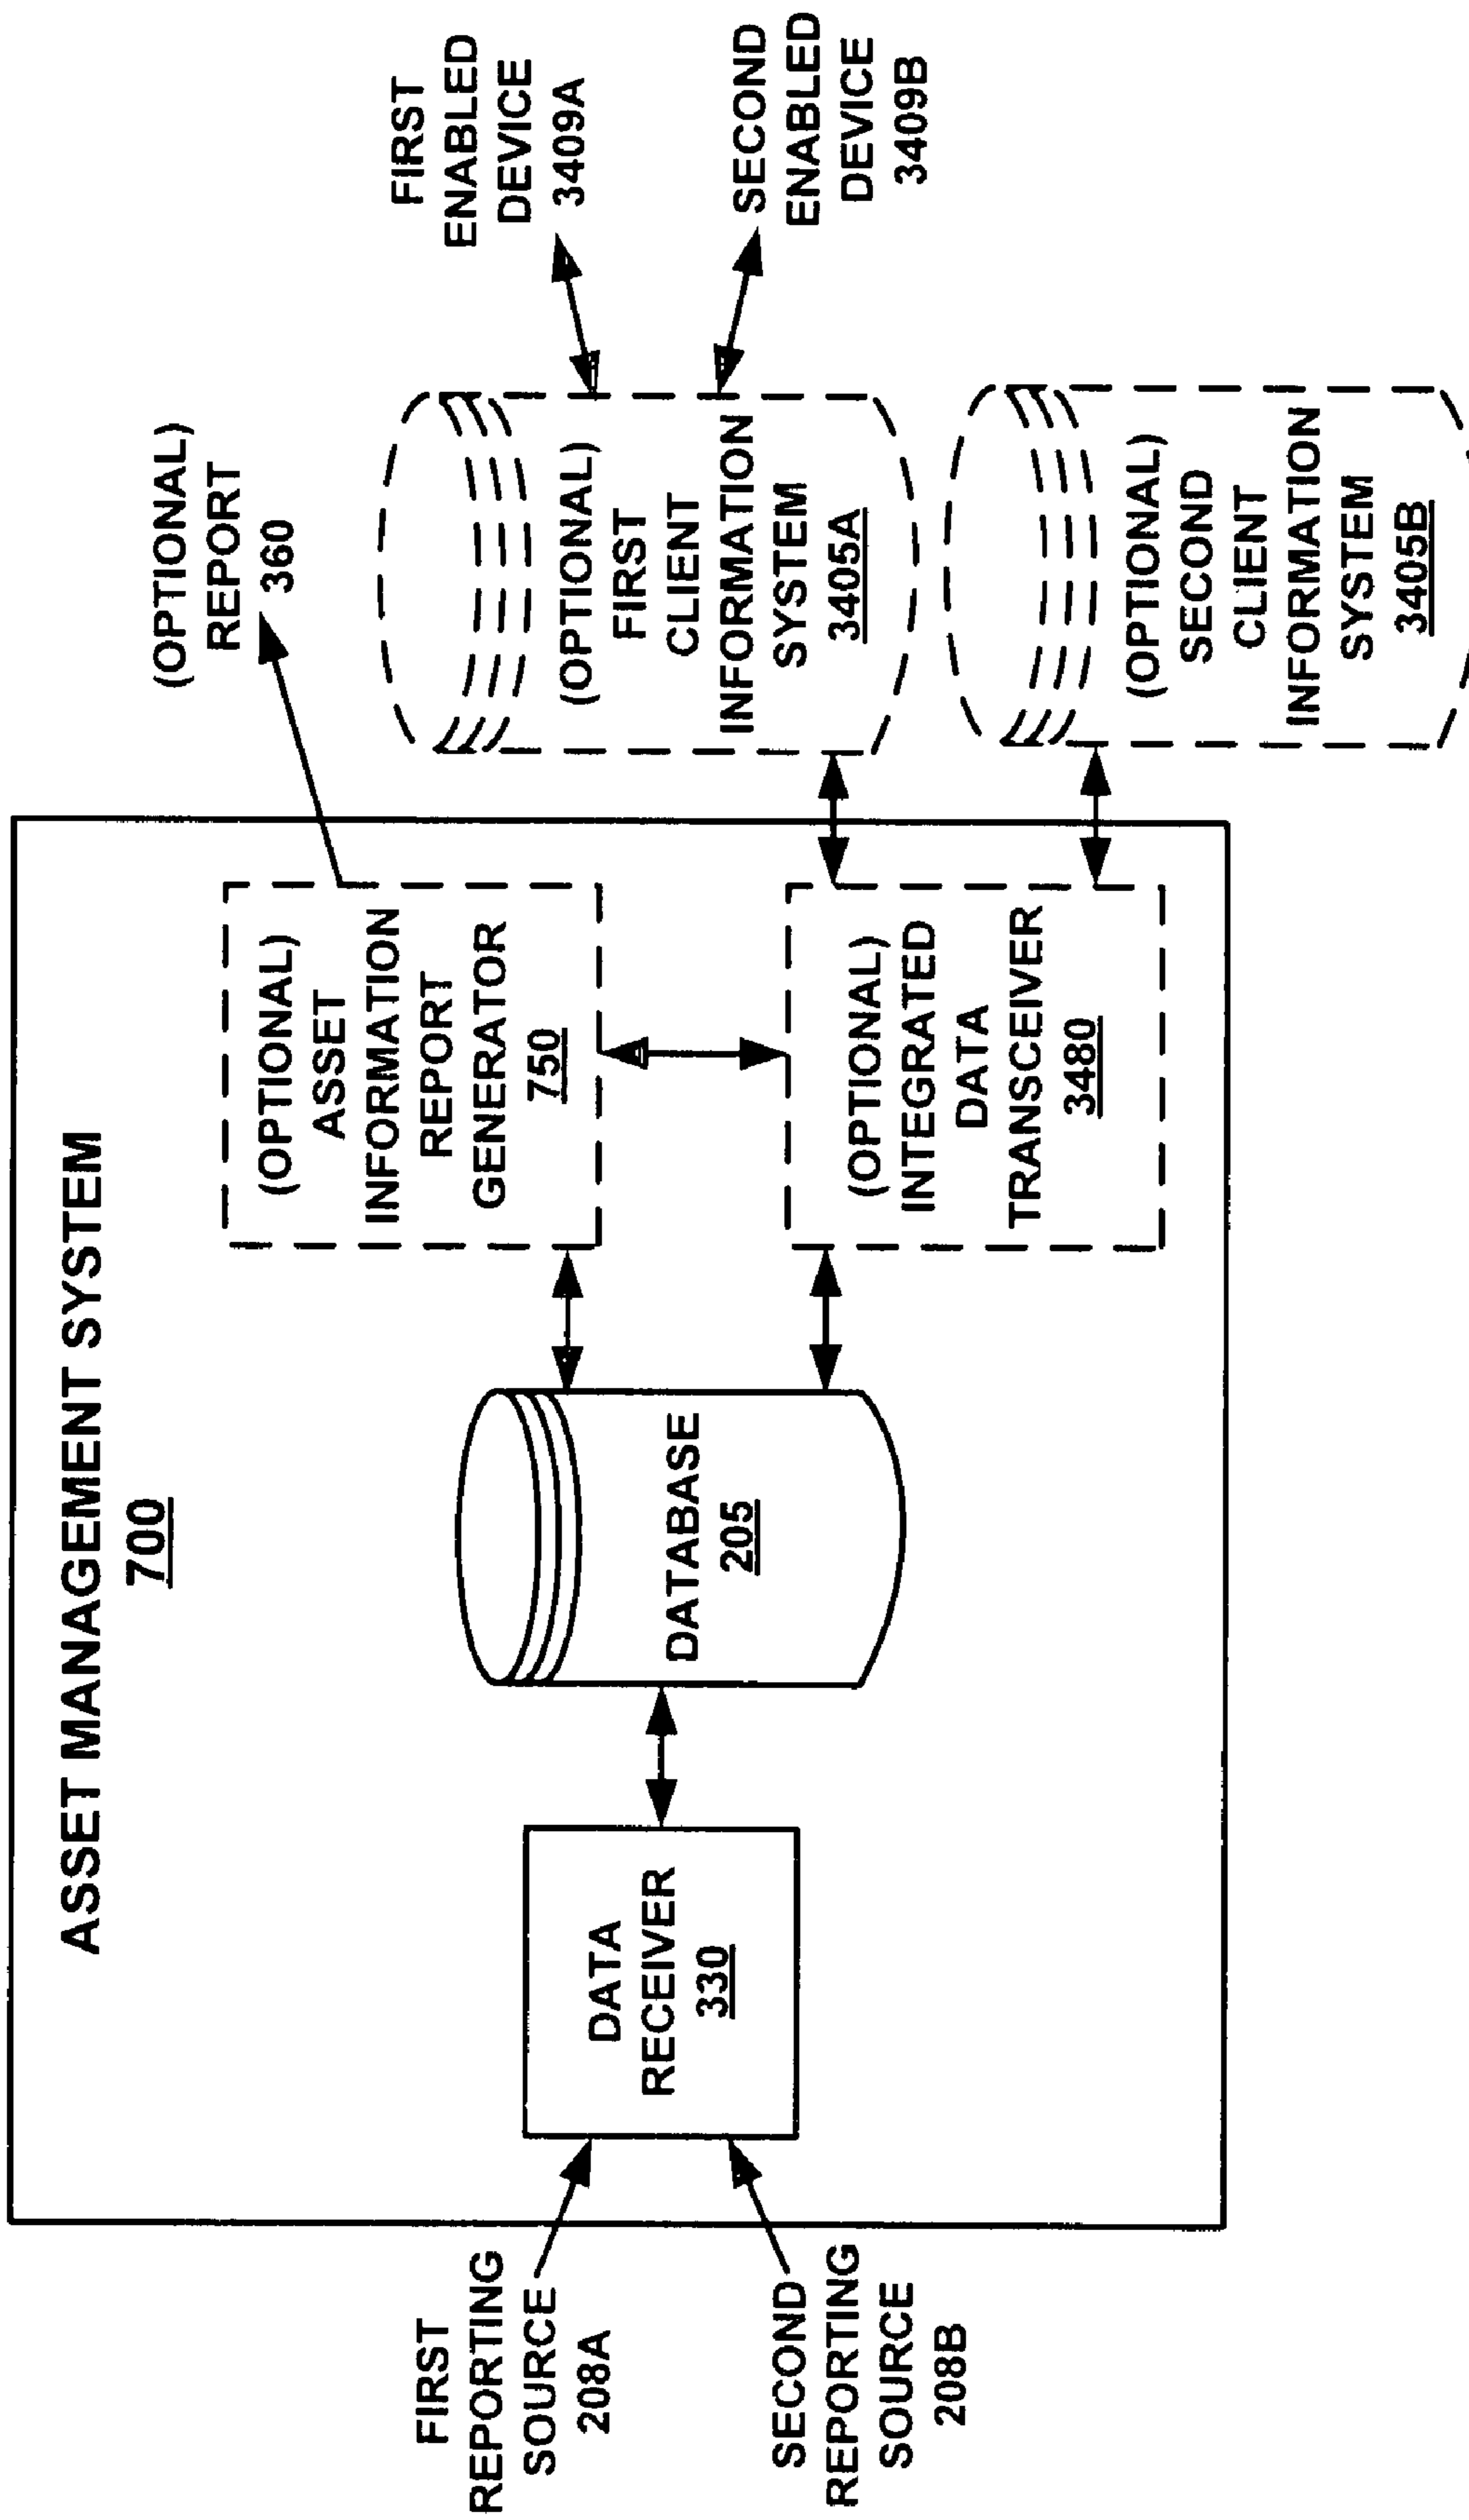 ASSET MANAGEMENT SYSTEM
700
FIRST
REPORTING
SOURCE
208A
SECOND
REPORTING
SOURCE
208B
DATA
RECEIVER
330
DATABASE
205
(OPTIONAL)
ASSET
INFORMATION
REPORT
GENERATOR
750
(OPTIONAL)
INTEGRATED
DATA
TRANSCEIVER
3480
(OPTIONAL)
REPORT
360
(OPTIONAL)
FIRST
CLIENT
INFORMATION
SYSTEM
3405A
(OPTIONAL)
SECOND
CLIENT
INFORMATION
SYSTEM
3405B
FIRST
ENABLED
DEVICE
3409A
SECOND
ENABLED
DEVICE
3409B